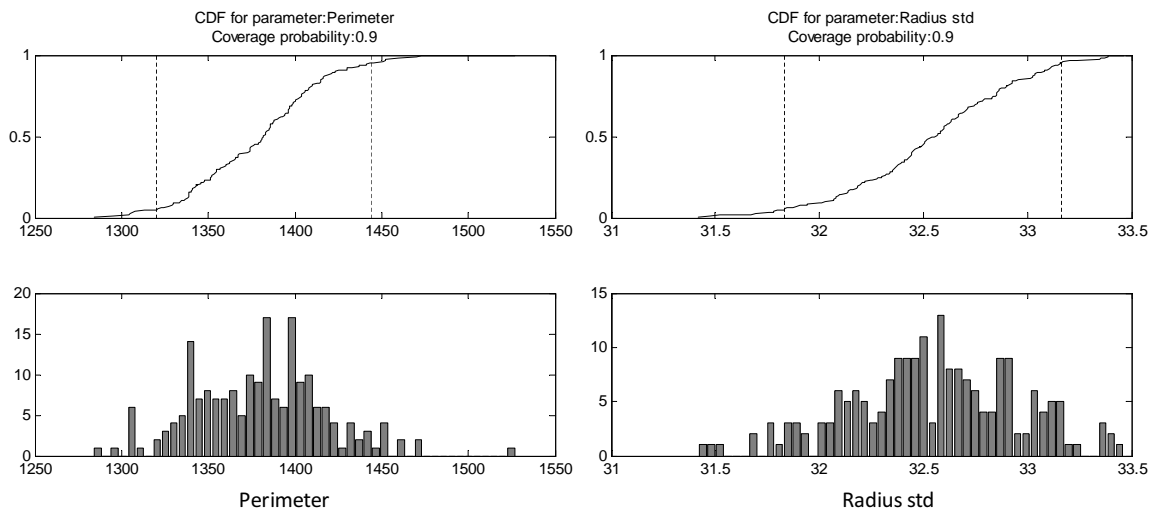 CDF for parameter:Perimeter
Coverage probability:0.9
1
0.5
0
1250 1300 1350 1400 1450 1500 1550
CDF for parameter:Radius std
Coverage probability:0.9
1
0.5
0
31 31.5 32 32.5 33 33.5
20
15
10
5
0
1250 1300 1350 1400 1450 1500 1550
Perimeter
15
10
5
0
31 31.5 32 32.5 33 33.5
Radius std